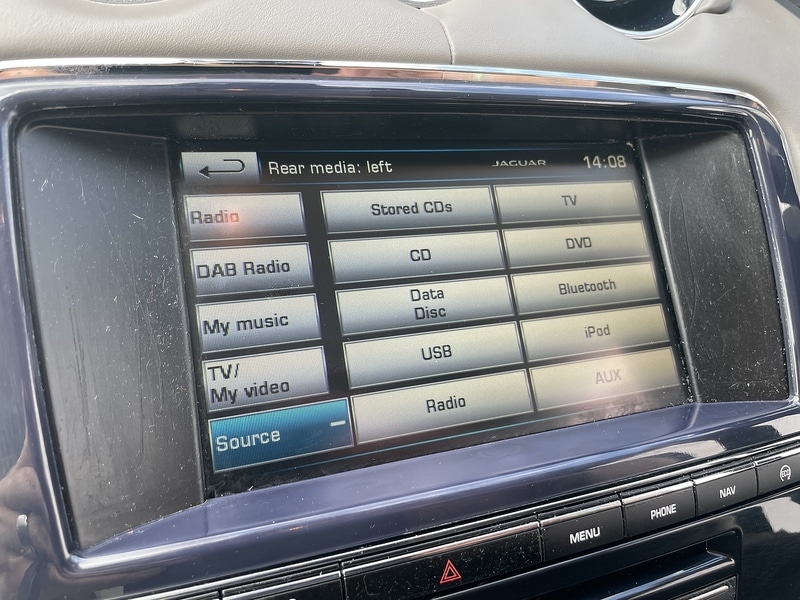 Rear media: left JAGUAR 14:08
Radio
DAB Radio
My music
TV/
My video
Source
Stored CDs
CD
Data
Disc
USB
Radio
TV
DVD
Bluetooth
iPod
AUX
MENU PHONE NAV ECO